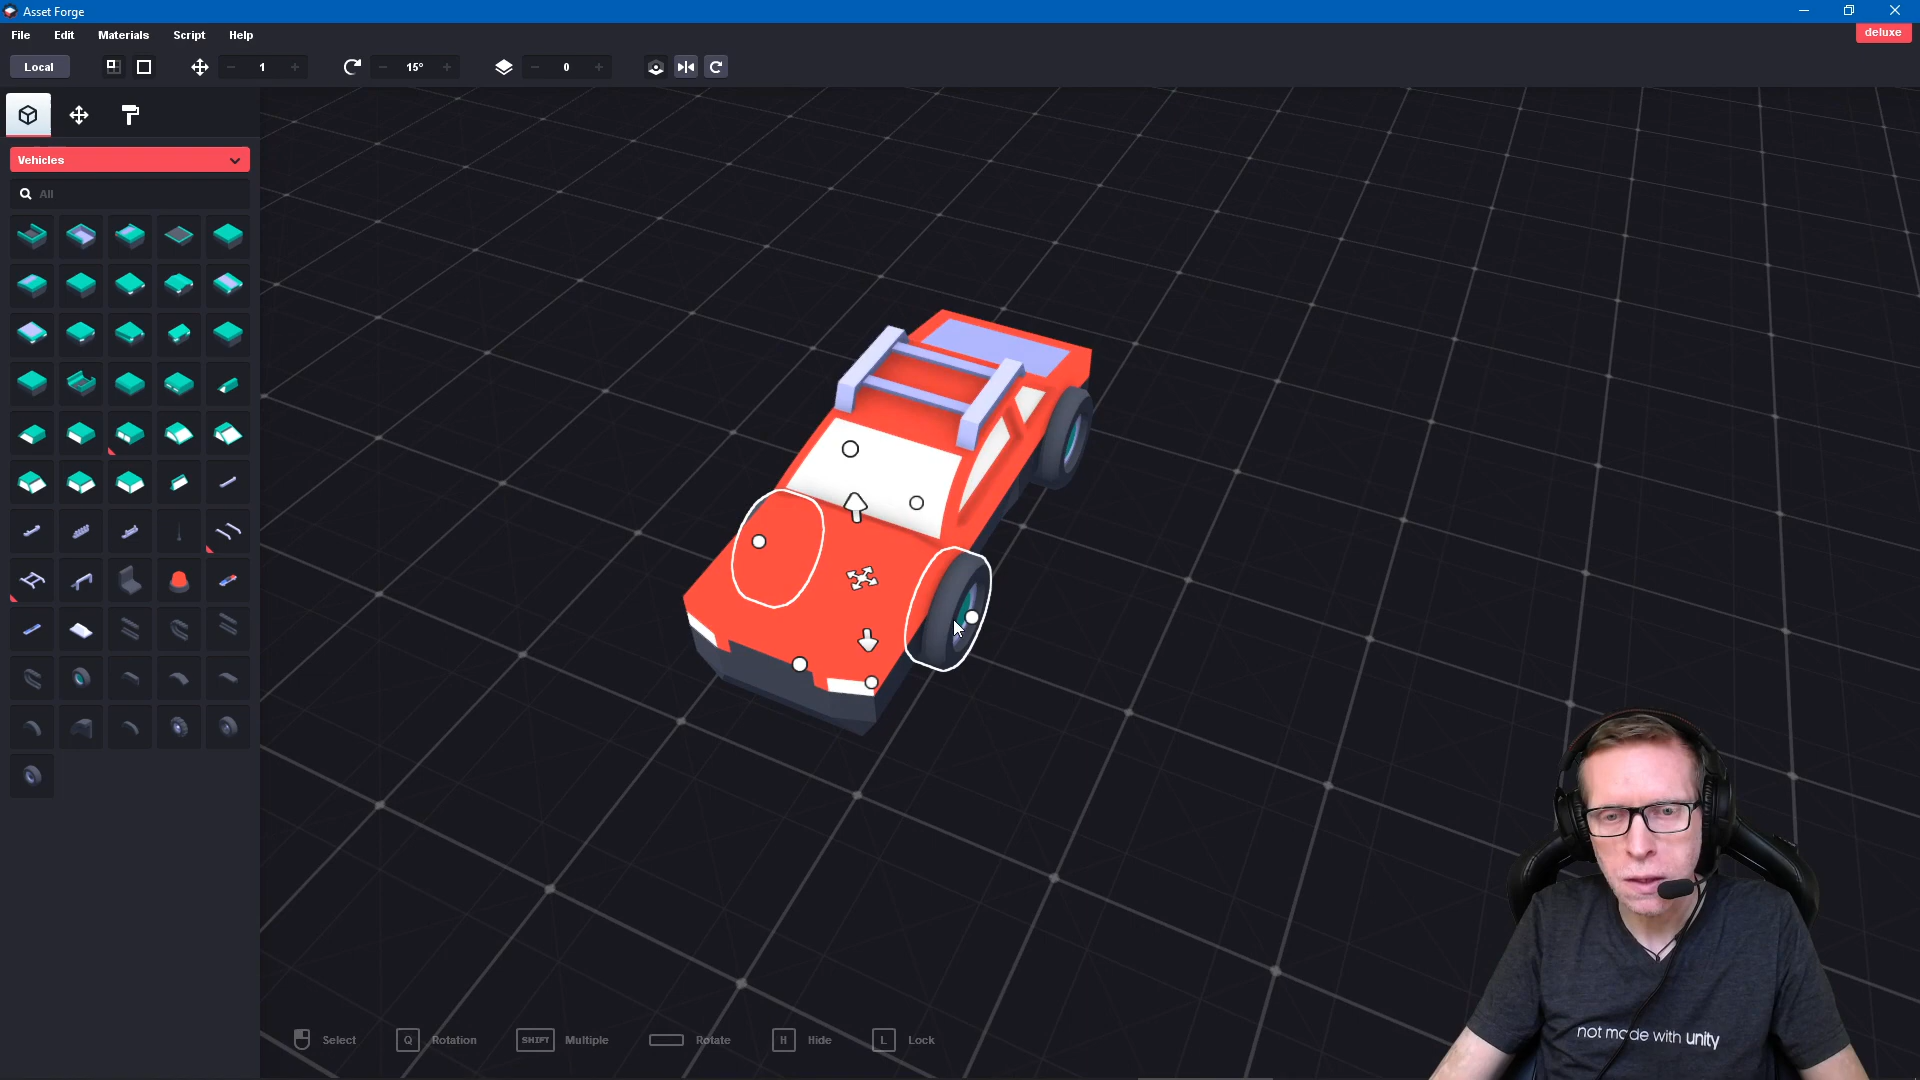 Asset Forge
File Edit Materials Script Help
deluxe
Local 1 15° 0
Vehicles
All
Select Q Rotation SHIFT Multiple Rotate H Hide L Lock
not made with unity